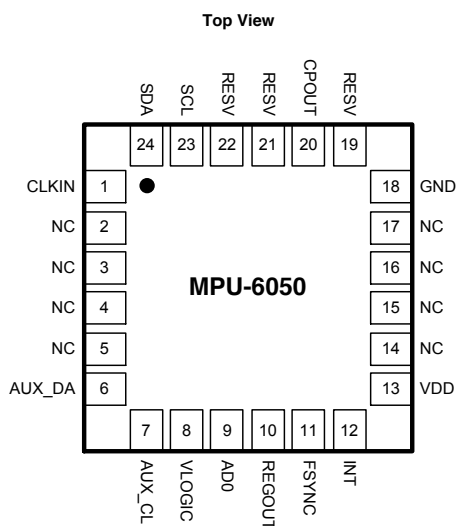 Top View
SDA SCL RESV RESV CPOUT RESV
24 23 22 21 20 19
CLKIN 1 18 GND
NC 2 17 NC
NC 3 16 NC
MPU-6050
NC 4 15 NC
NC 5 14 NC
AUX_DA 6 13 VDD
7 8 9 10 11 12
AUX_CL VLOGIC AD0 REGOUT FSYNC INT